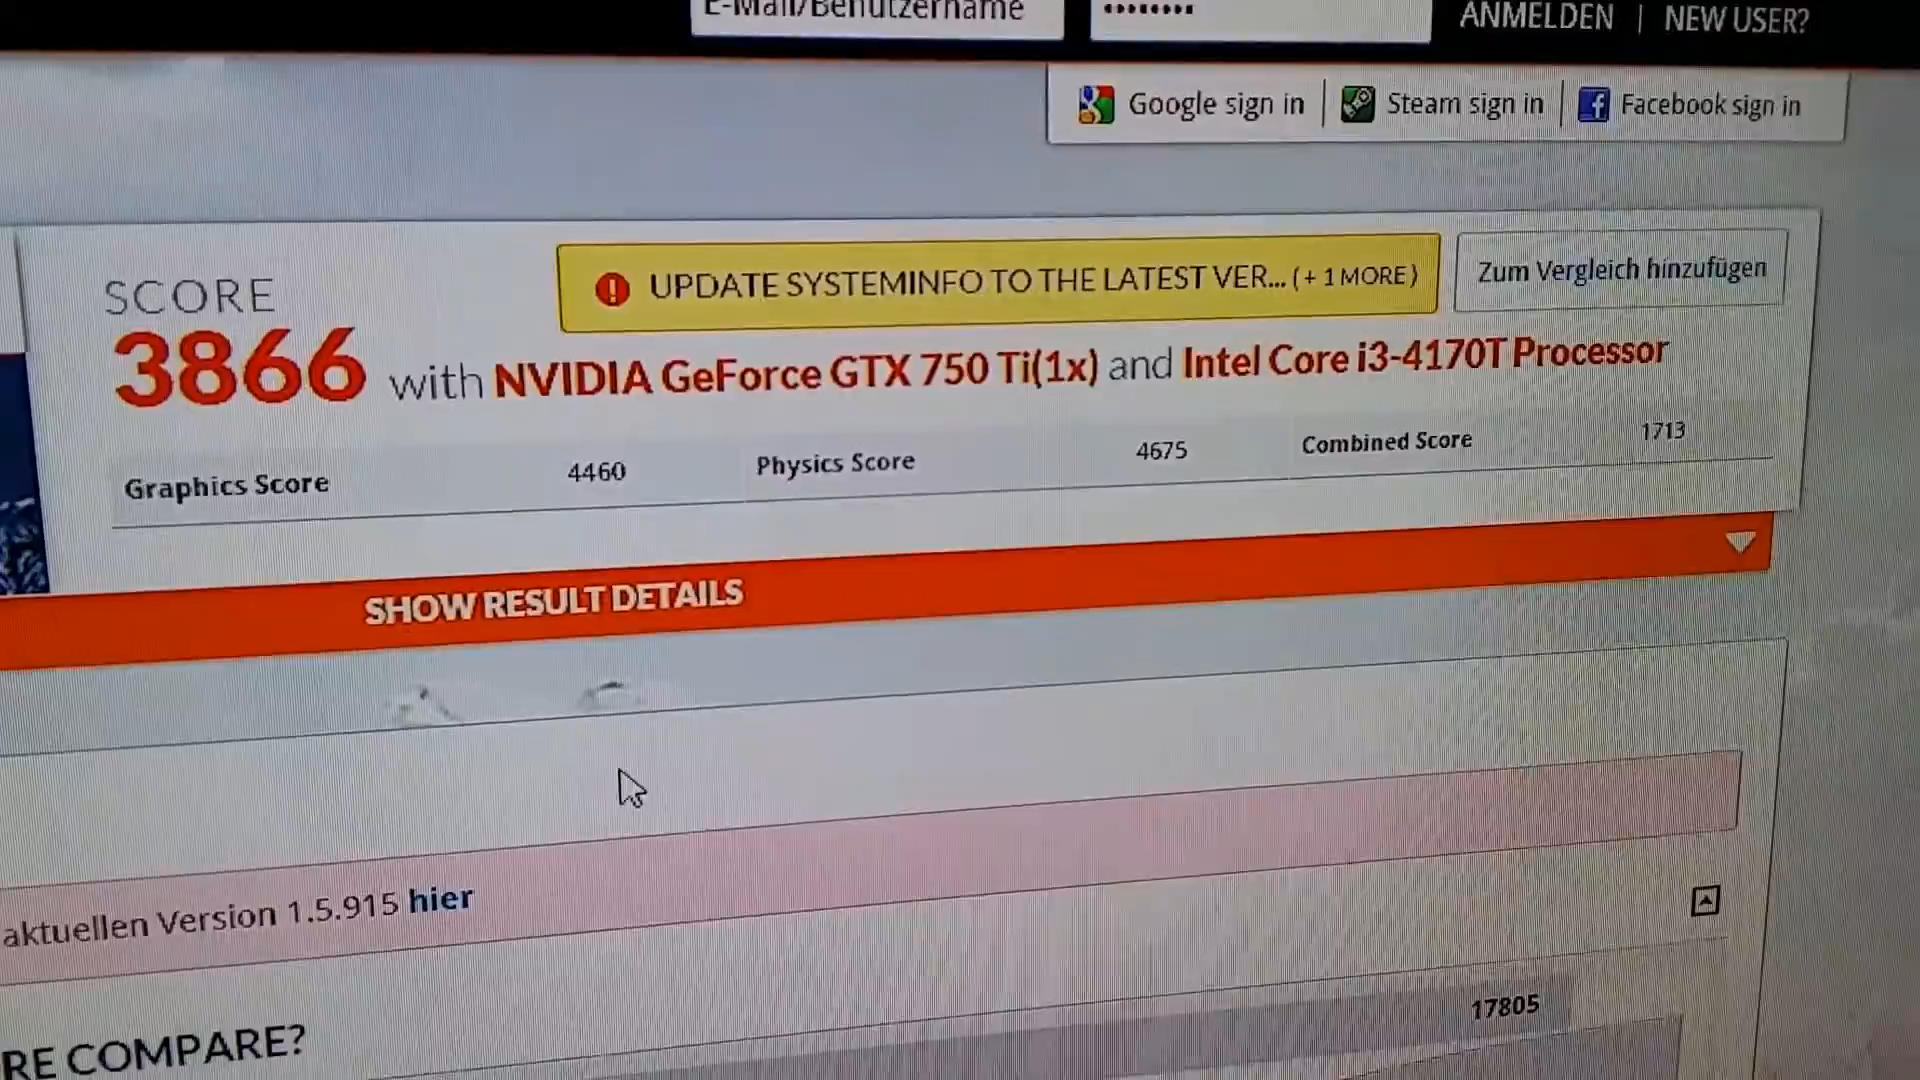 E-Mail/Benutzername
ANMELDEN | NEW USER?
Google sign in
Steam sign in
Facebook sign in
SCORE
UPDATE SYSTEMINFO TO THE LATEST VER... (+ 1 MORE)
Zum Vergleich hinzufügen
3866 with NVIDIA GeForce GTX 750 Ti(1x) and Intel Core i3-4170T Processor
Graphics Score 4460 Physics Score 4675 Combined Score 1713
SHOW RESULT DETAILS
aktuellen Version 1.5.915 hier
RE COMPARE?
17805